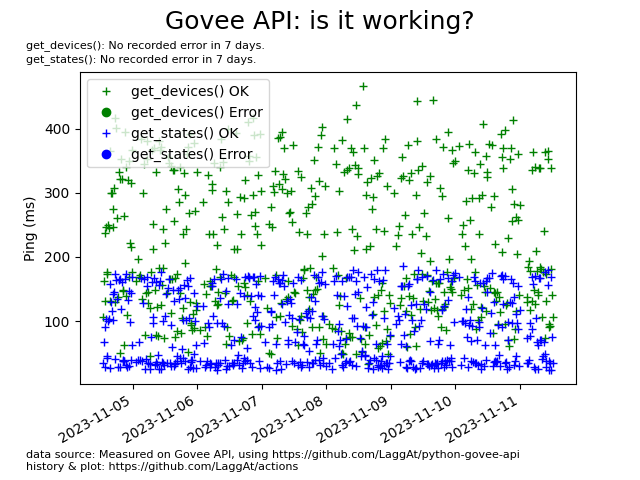 Govee API: is it working?
get_devices(): No recorded error in 7 days.
get_states(): No recorded error in 7 days.
get_devices() OK
get_devices() Error
get_states() OK
get_states() Error
Ping (ms)
400
300
200
100
2023-11-05
2023-11-06
2023-11-07
2023-11-08
2023-11-09
2023-11-10
2023-11-11
data source: Measured on Govee API, using https://github.com/LaggAt/python-govee-api
history & plot: https://github.com/LaggAt/actions